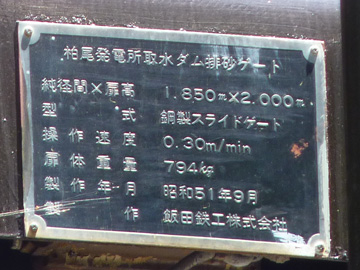 柏尾発電所取水ダム排砂ゲート
純径間×扉高 1.850m×2.000m
型式 鋼製スライドゲート
操作速度 0.30m/min
扉体重量 794kg
製作年月 昭和51年9月
製作 飯田鉄工株式会社